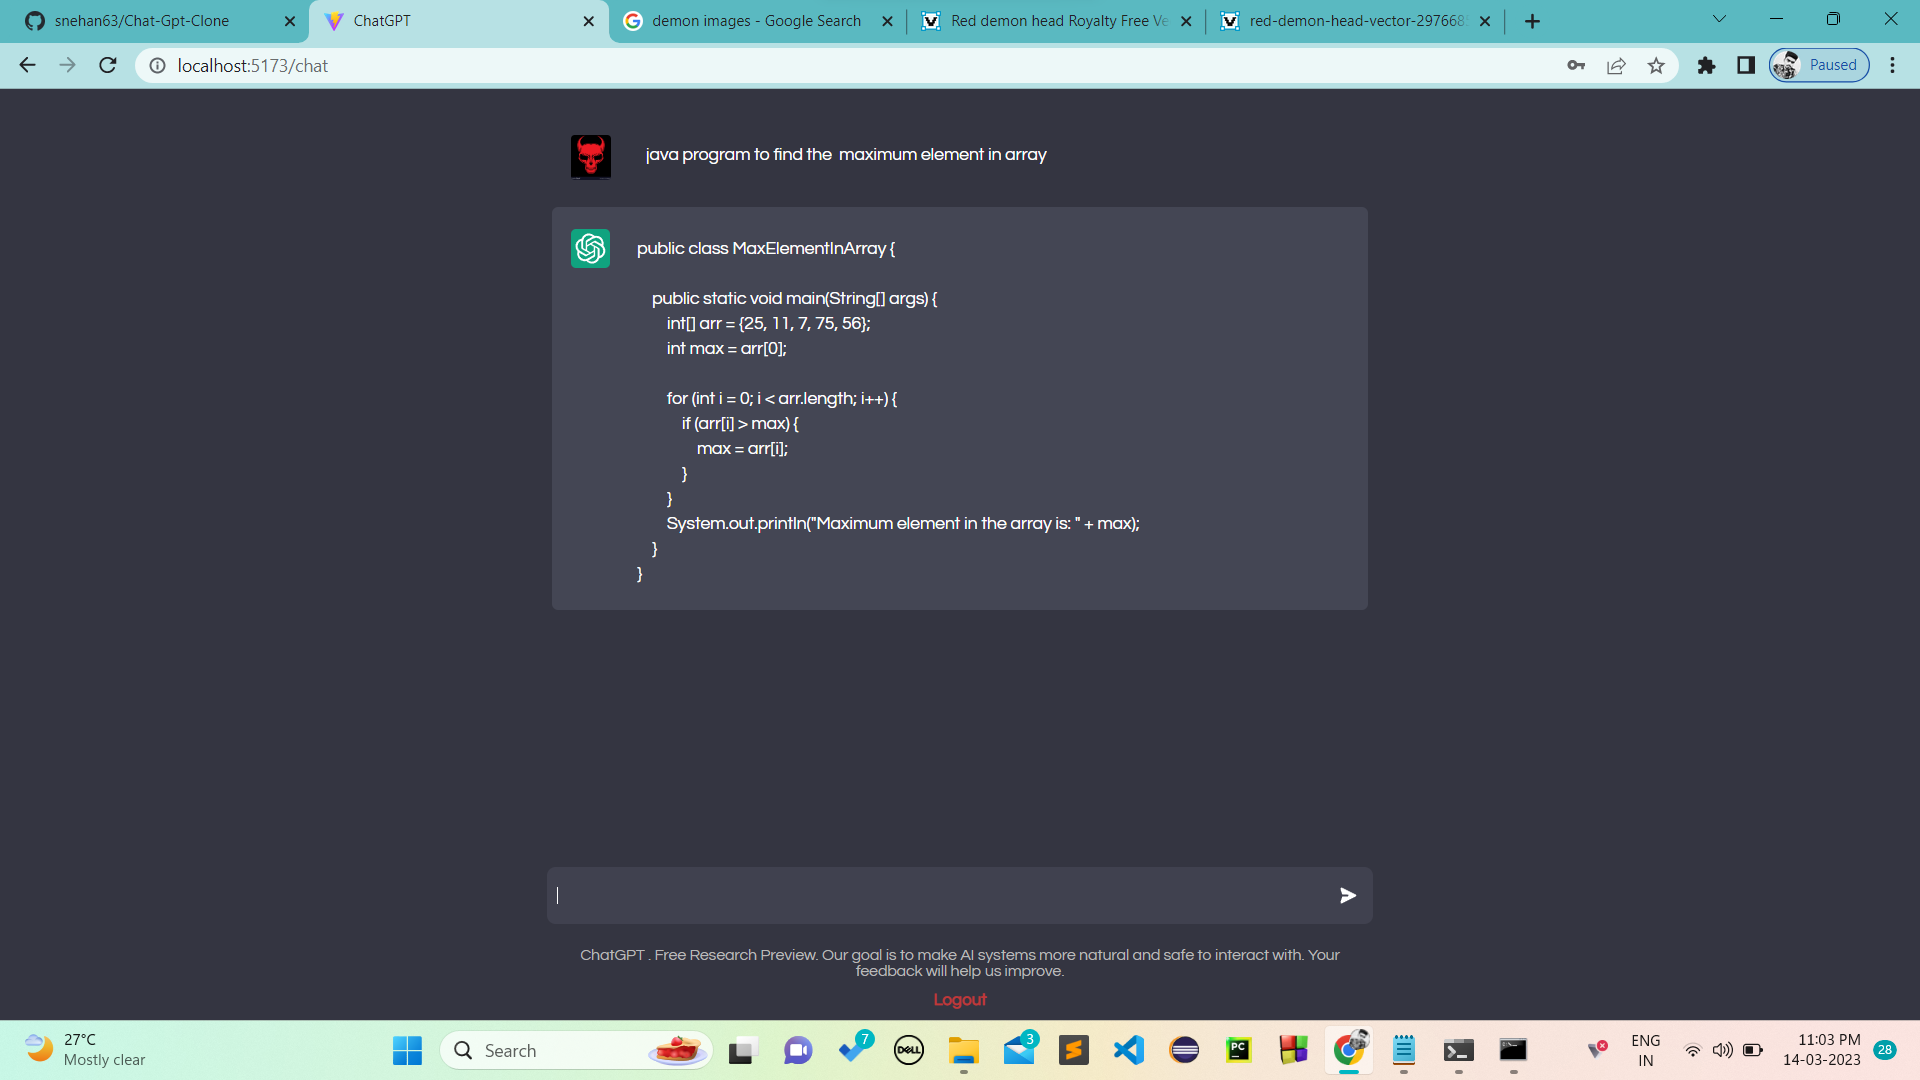 snehan63/Chat-Gpt-Clone
ChatGPT
demon images - Google Search
Red demon head Royalty Free Ve
red-demon-head-vector-297668
localhost:5173/chat
Paused
java program to find the  maximum element in array
public class MaxElementInArray {
    public static void main(String[] args) {
        int[] arr = {25, 11, 7, 75, 56};
        int max = arr[0];
        for (int i = 0; i < arr.length; i++) {
            if (arr[i] > max) {
                max = arr[i];
            }
        }
        System.out.println("Maximum element in the array is: " + max);
    }
}
ChatGPT . Free Research Preview. Our goal is to make AI systems more natural and safe to interact with. Your
feedback will help us improve.
Logout
27°C
Mostly clear
Search
7
DELL
3
PC
ENG
IN
11:03 PM
14-03-2023
28